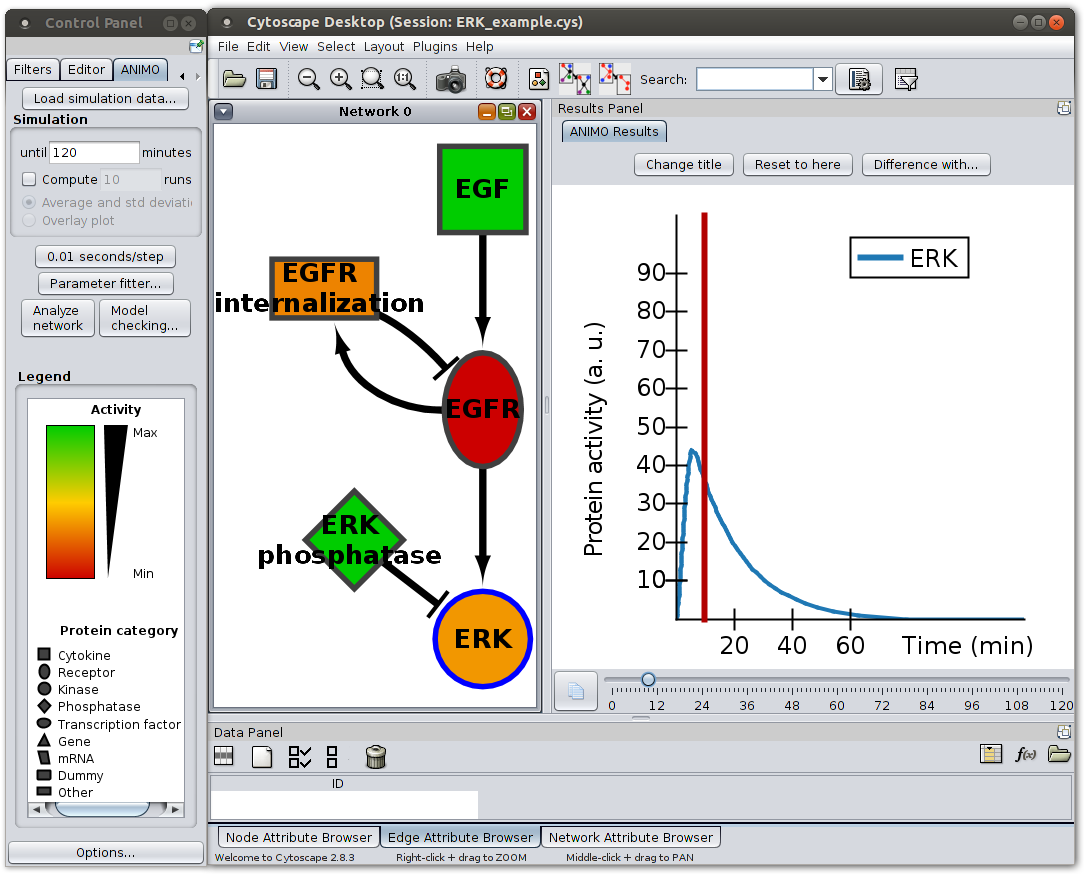 Control Panel
Filters
Editor
ANIMO
Load simulation data...
Simulation
until 120 minutes
Compute 10 runs
Average and std deviati
Overlay plot
0.01 seconds/step
Parameter fitter...
Analyze
network
Model
checking...
Legend
Activity
Max
Min
Protein category
Cytokine
Receptor
Kinase
Phosphatase
Transcription factor
Gene
mRNA
Dummy
Other
Options...
Cytoscape Desktop (Session: ERK_example.cys)
File Edit View Select Layout Plugins Help
1:1
Search:
Network 0
EGF
EGFR
internalization
EGFR
ERK
phosphatase
ERK
Results Panel
ANIMO Results
Change title
Reset to here
Difference with...
Protein activity (a. u.)
90
80
70
60
50
40
30
20
10
ERK
20 40 60 Time (min)
0 12 24 36 48 60 72 84 96 108 120
Data Panel
f(x)
ID
Node Attribute Browser
Edge Attribute Browser
Network Attribute Browser
Welcome to Cytoscape 2.8.3
Right-click + drag to ZOOM
Middle-click + drag to PAN